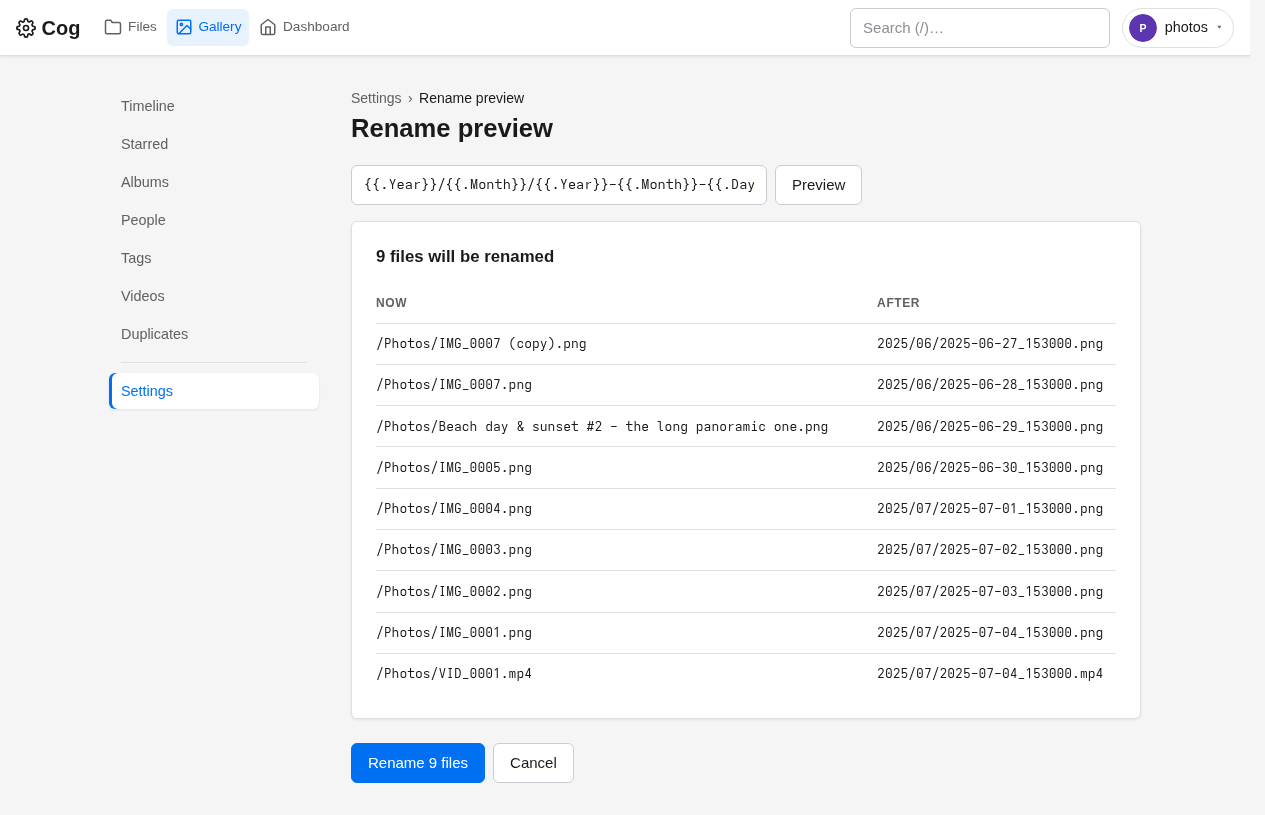 Cog
Files
Gallery
Dashboard
Search (/)…
P
photos
Timeline
Starred
Albums
People
Tags
Videos
Duplicates
Settings
Settings › Rename preview
Rename preview
{{.Year}}/{{.Month}}/{{.Year}}-{{.Month}}-{{.Day
Preview
9 files will be renamed
NOW AFTER
/Photos/IMG_0007 (copy).png 2025/06/2025-06-27_153000.png
/Photos/IMG_0007.png 2025/06/2025-06-28_153000.png
/Photos/Beach day & sunset #2 - the long panoramic one.png 2025/06/2025-06-29_153000.png
/Photos/IMG_0005.png 2025/06/2025-06-30_153000.png
/Photos/IMG_0004.png 2025/07/2025-07-01_153000.png
/Photos/IMG_0003.png 2025/07/2025-07-02_153000.png
/Photos/IMG_0002.png 2025/07/2025-07-03_153000.png
/Photos/IMG_0001.png 2025/07/2025-07-04_153000.png
/Photos/VID_0001.mp4 2025/07/2025-07-04_153000.mp4
Rename 9 files
Cancel